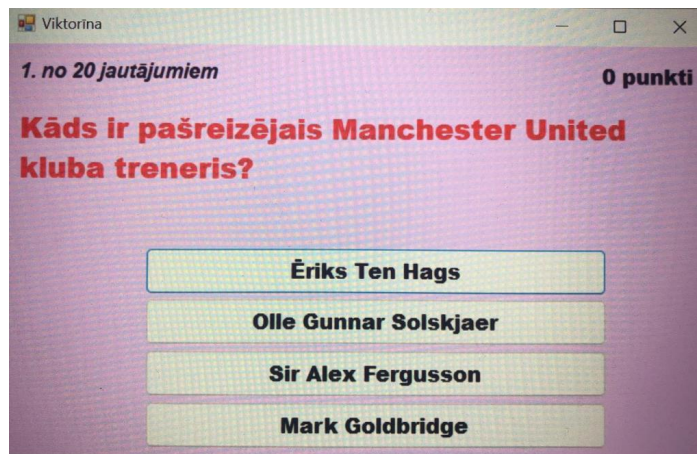 Viktorīna
1. no 20 jautājumiem
0 punkti
Kāds ir pašreizējais Manchester United
kluba treneris?
Ēriks Ten Hags
Olle Gunnar Solskjaer
Sir Alex Fergusson
Mark Goldbridge